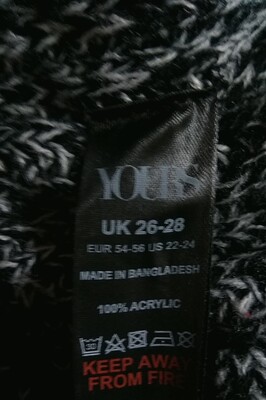 YOURS
UK 26-28
EUR 54-56 US 22-24
MADE IN BANGLADESH
100% ACRYLIC
30
KEEP AWAY
FROM FIRE